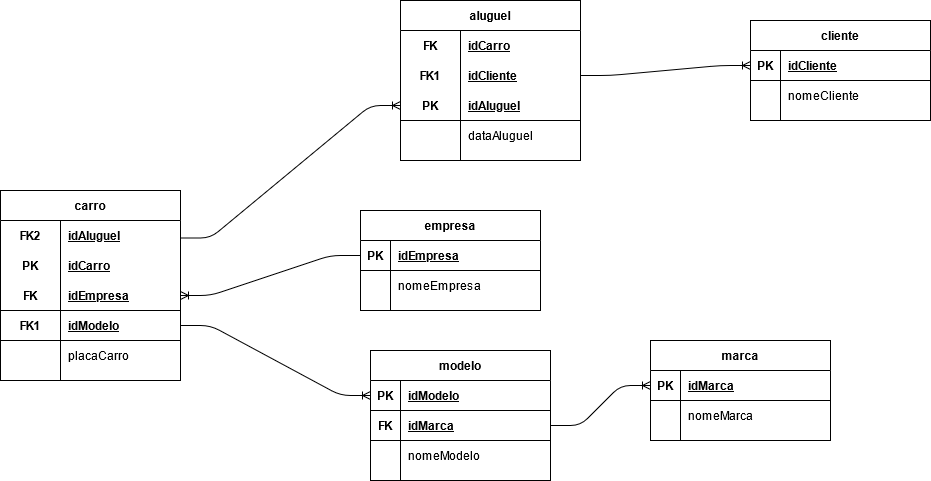 aluguel
FK idCarro
FK1 idCliente
PK idAluguel
dataAluguel
cliente
PK idCliente
nomeCliente
carro
FK2 idAluguel
PK idCarro
FK idEmpresa
FK1 idModelo
placaCarro
empresa
PK idEmpresa
nomeEmpresa
modelo
PK idModelo
FK idMarca
nomeModelo
marca
PK idMarca
nomeMarca